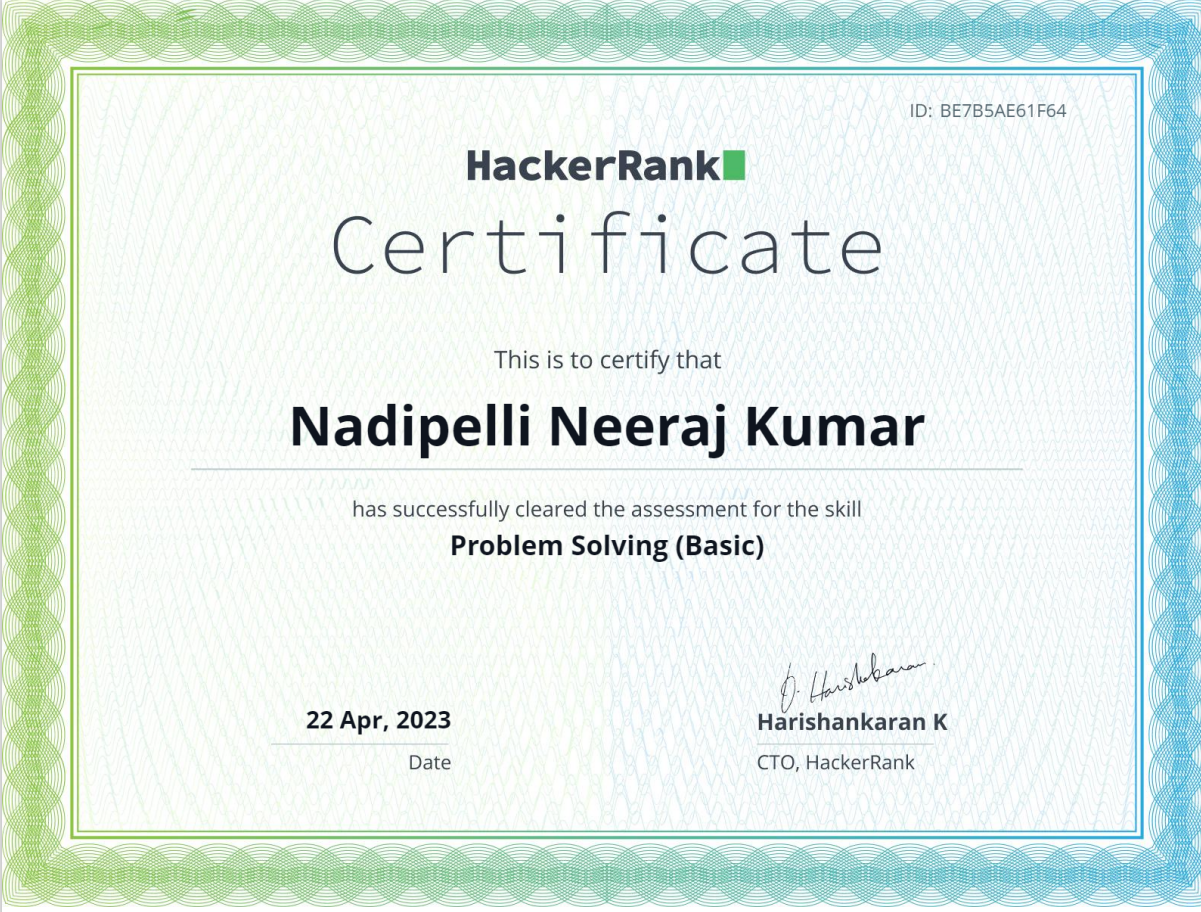 ID: BE7B5AE61F64
HackerRank
Certificate
This is to certify that
Nadipelli Neeraj Kumar
has successfully cleared the assessment for the skill
Problem Solving (Basic)
22 Apr, 2023
Date
Harishankaran K
CTO, HackerRank